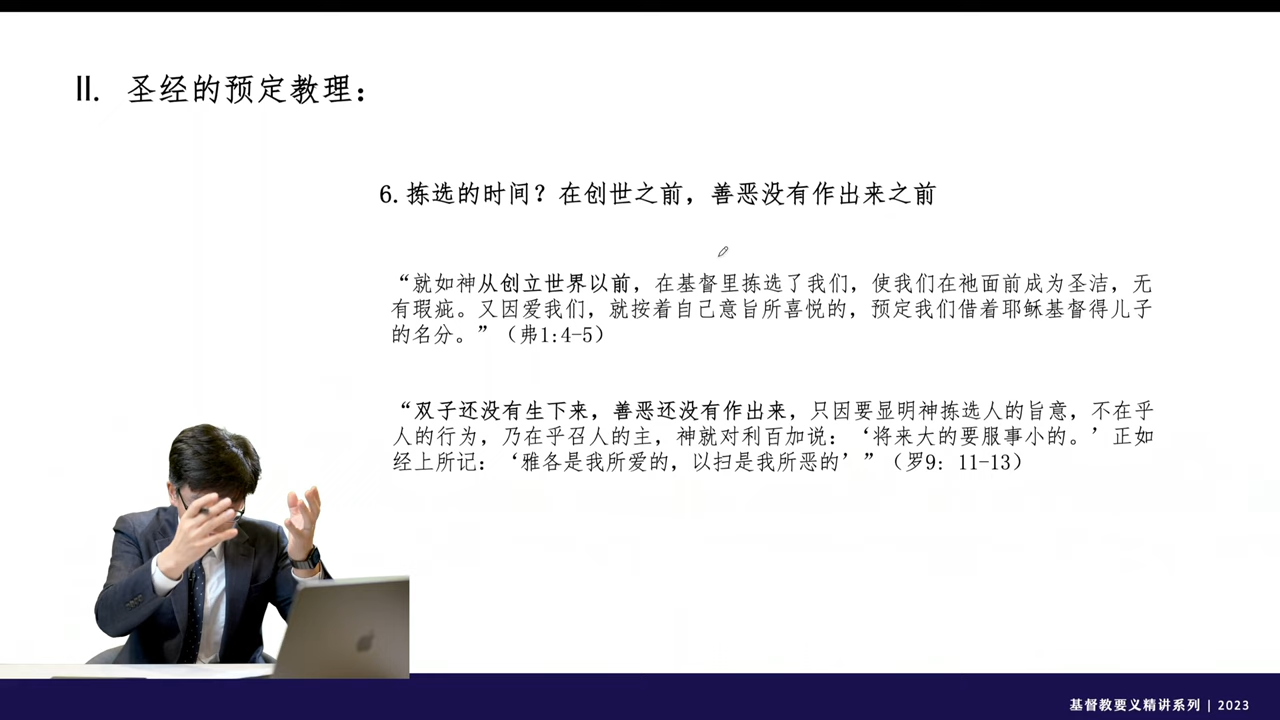 II. 圣经的预定教理：
6.拣选的时间？在创世之前，善恶没有作出来之前
“就如神从创立世界以前，在基督里拣选了我们，使我们在祂面前成为圣洁，无
有瑕疵。又因爱我们，就按着自己意旨所喜悦的，预定我们借着耶稣基督得儿子
的名分。”（弗1:4-5）
“双子还没有生下来，善恶还没有作出来，只因要显明神拣选人的旨意，不在乎
人的行为，乃在乎召人的主，神就对利百加说：‘将来大的要服事小的。’正如
经上所记：‘雅各是我所爱的，以扫是我所恶的’”（罗9: 11-13）
基督教要义精讲系列 | 2023